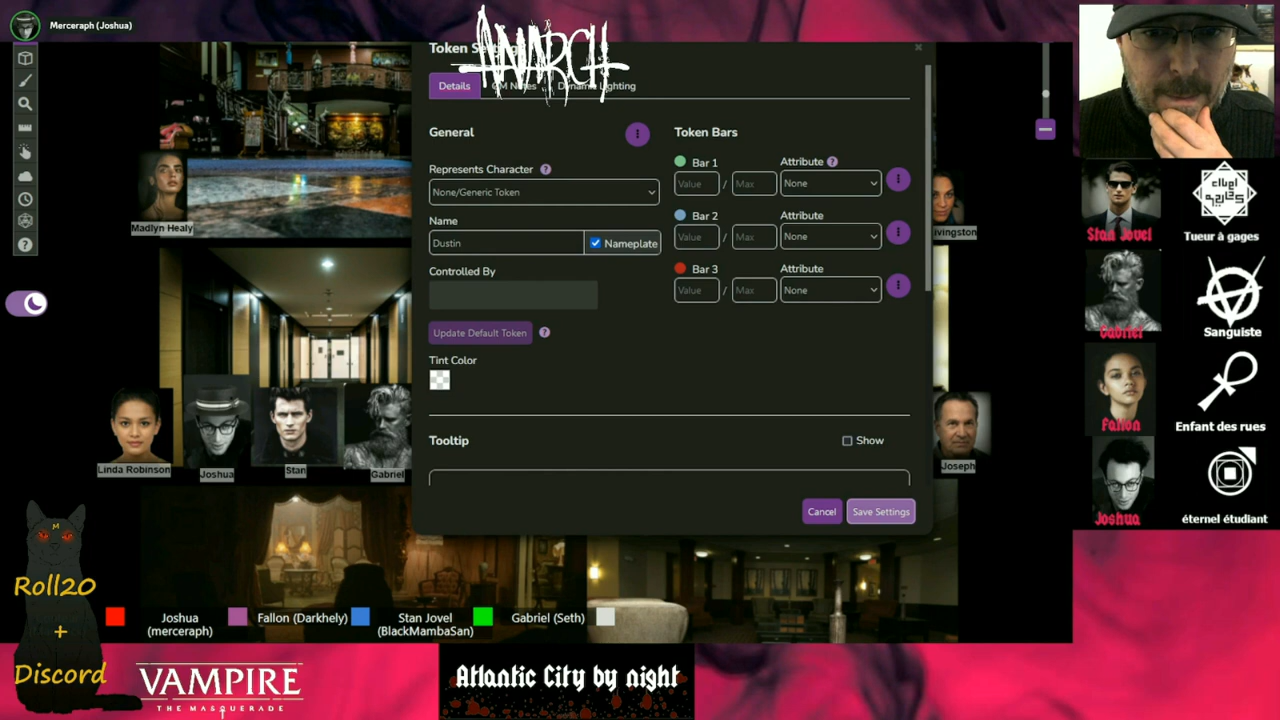 Merceraph (Joshua)
ANARCH
Token Se
Details
GM Notes
Dynamic Lighting
General
Token Bars
Represents Character
None/Generic Token
Name
Dustin
Nameplate
Controlled By
Update Default Token
Tint Color
Bar 1
Attribute
Value / Max
None
Bar 2
Attribute
Value / Max
None
Bar 3
Attribute
Value / Max
None
Tooltip
Show
Cancel
Save Settings
Madlyn Healy
ivingston
Linda Robinson
Joshua
Stan
Gabriel
Joseph
Stan Jovel
Tueur à gages
Gabriel
Sanguiste
Fallon
Enfant des rues
Joshua
éternel étudiant
M
Roll20
+
Discord
Joshua
(merceraph)
Fallon (Darkhely)
Stan Jovel
(BlackMambaSan)
Gabriel (Seth)
VAMPIRE
THE MASQUERADE
Atlantic City by night